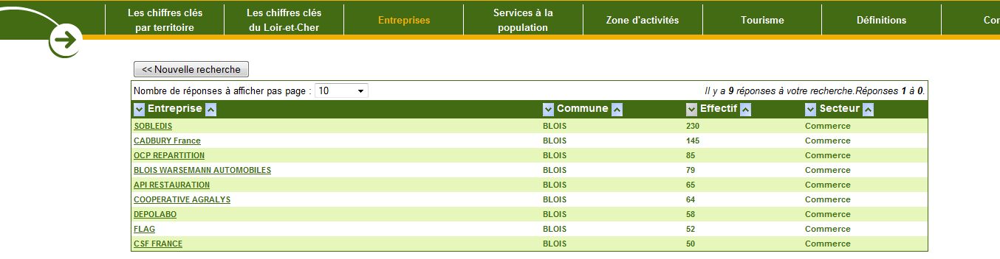 Les chiffres clés par territoire
Les chiffres clés du Loir-et-Cher
Entreprises
Services à la population
Zone d'activités
Tourisme
Définitions
<< Nouvelle recherche
Nombre de réponses à afficher pas page : 10
Il y a 9 réponses à votre recherche.Réponses 1 à 0.
Entreprise Commune Effectif Secteur
SOBLEDIS BLOIS 230 Commerce
CADBURY France BLOIS 145 Commerce
OCP REPARTITION BLOIS 85 Commerce
BLOIS WARSEMANN AUTOMOBILES BLOIS 79 Commerce
API RESTAURATION BLOIS 65 Commerce
COOPERATIVE AGRALYS BLOIS 64 Commerce
DEPOLABO BLOIS 58 Commerce
FLAG BLOIS 52 Commerce
CSF FRANCE BLOIS 50 Commerce